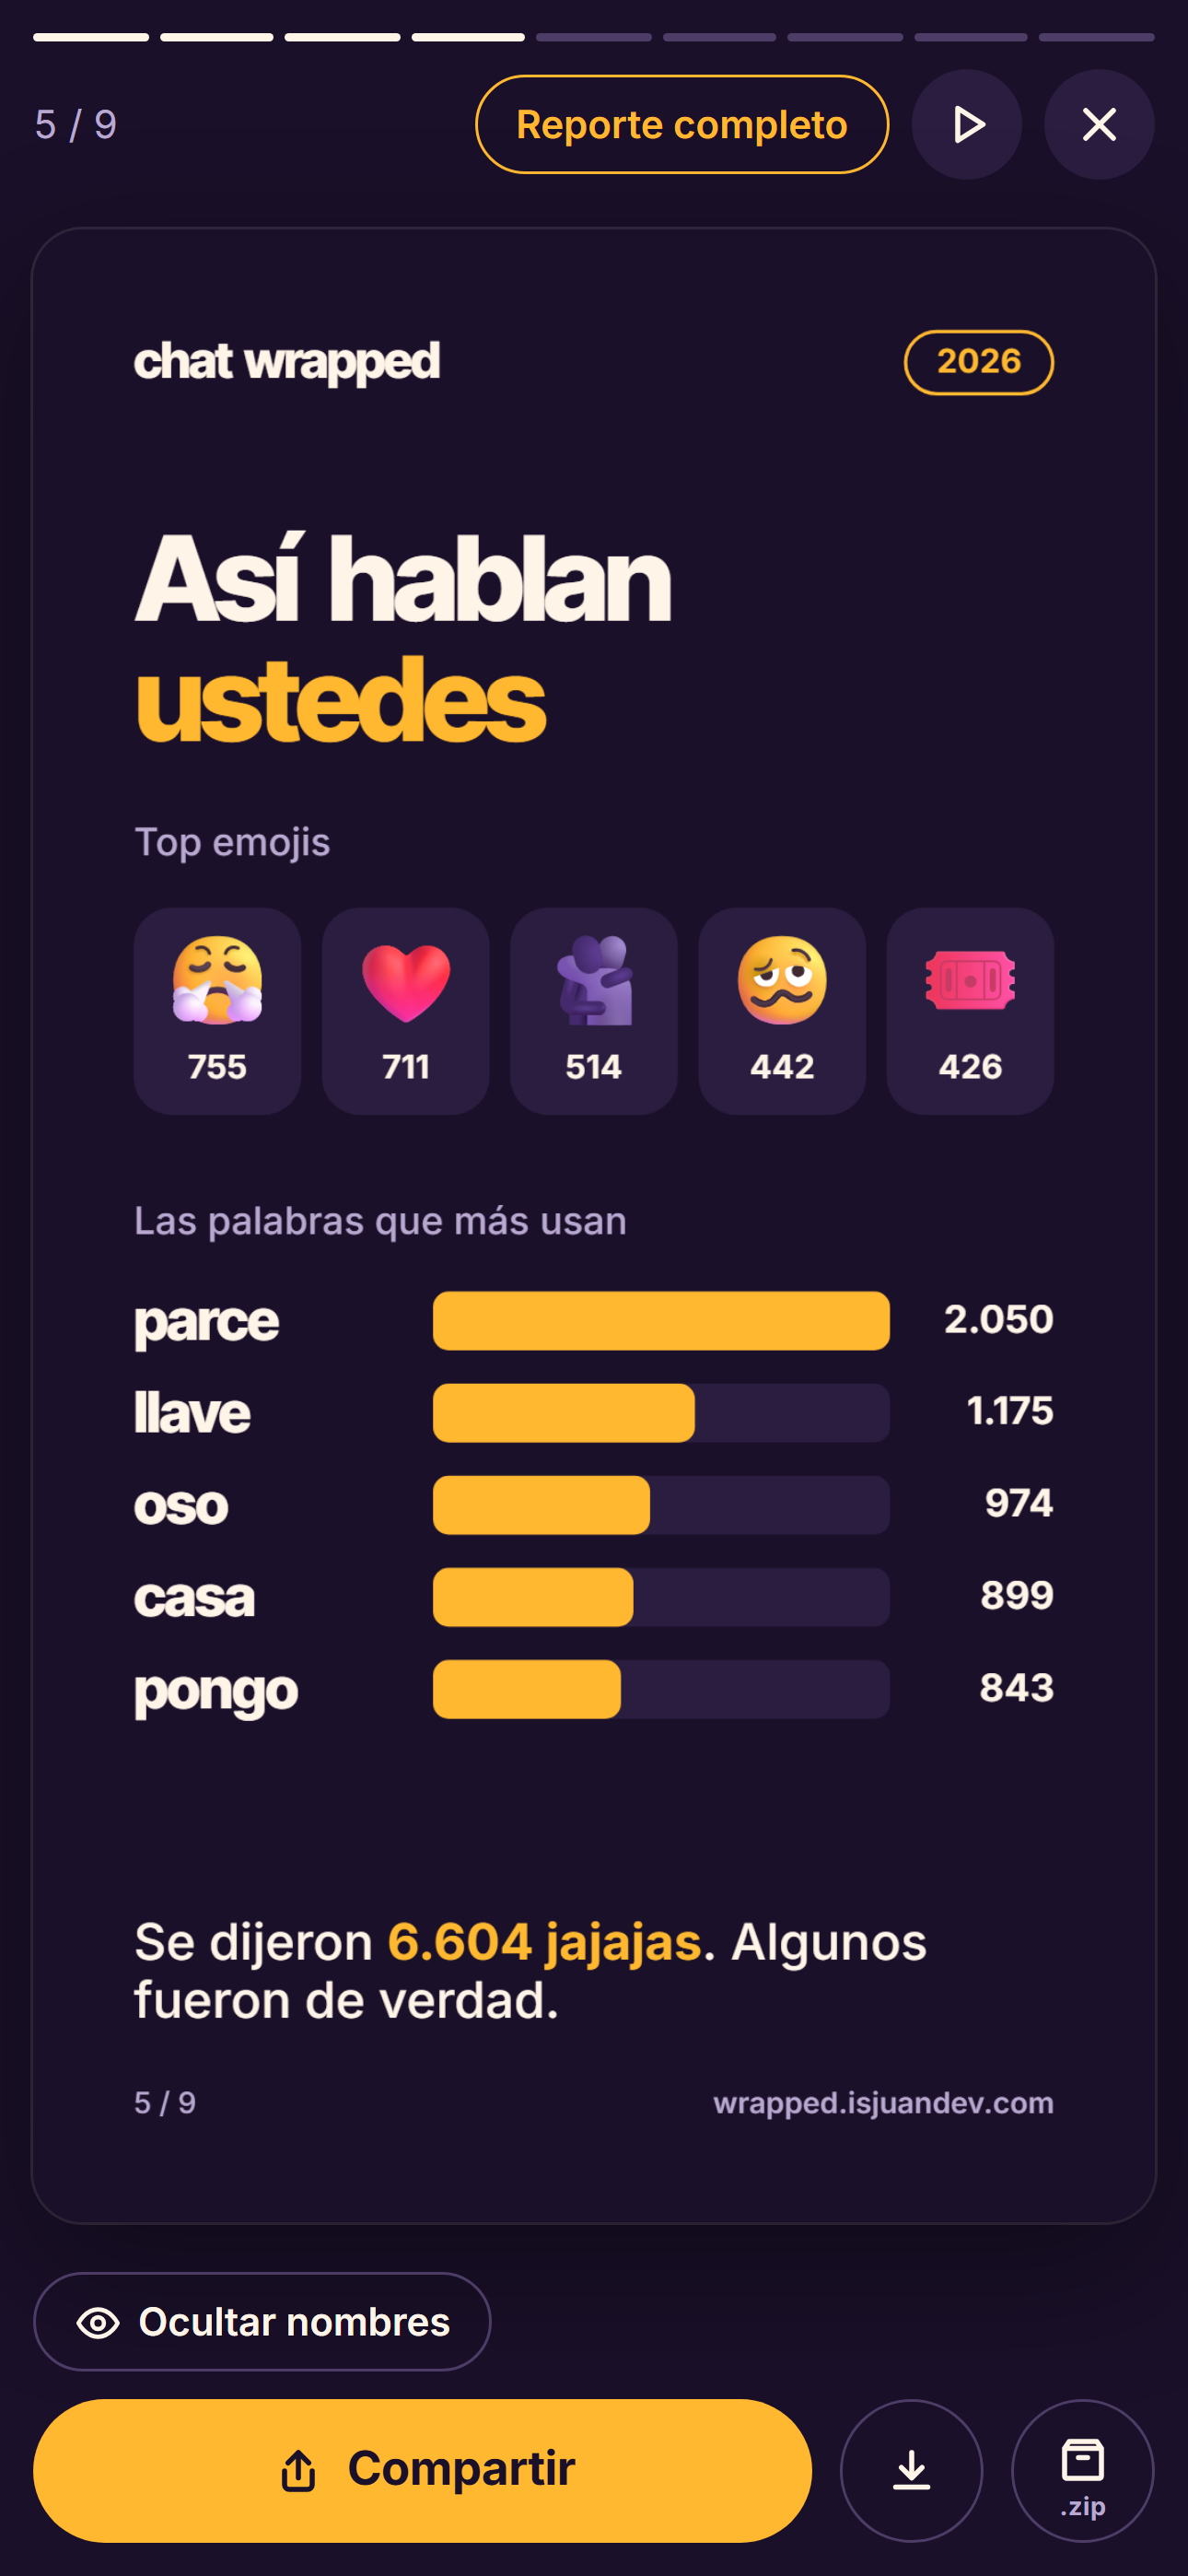 5 / 9
Reporte completo
chat wrapped
2026
Así hablan
ustedes
Top emojis
755
711
514
442
426
Las palabras que más usan
parce
2.050
llave
1.175
oso
974
casa
899
pongo
843
Se dijeron 6.604 jajajas. Algunos
fueron de verdad.
5 / 9
wrapped.isjuandev.com
Ocultar nombres
Compartir
.zip